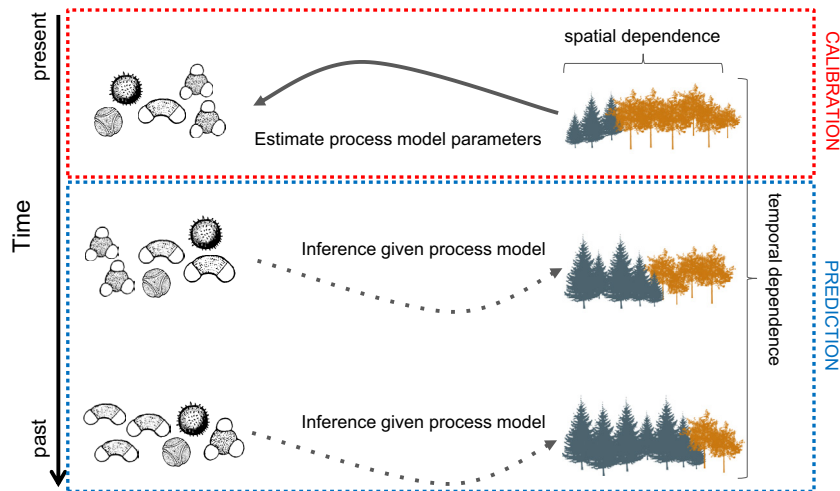 present
spatial dependence
CALIBRATION
Estimate process model parameters
Time
Inference given process model
temporal dependence
PREDICTION
Inference given process model
past